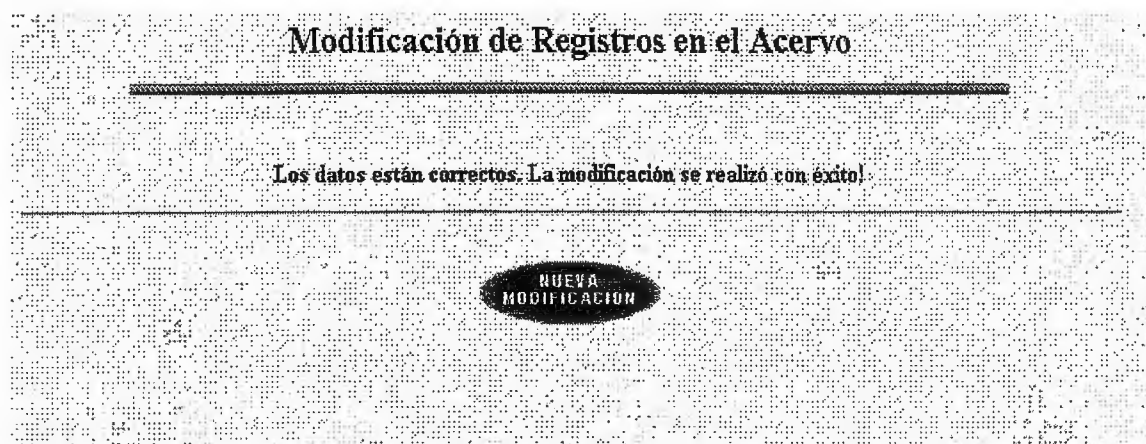 Modificación de Registros en el Acervo
Los datos están correctos. La modificación se realizó con éxito!
NUEVA
MODIFICACION